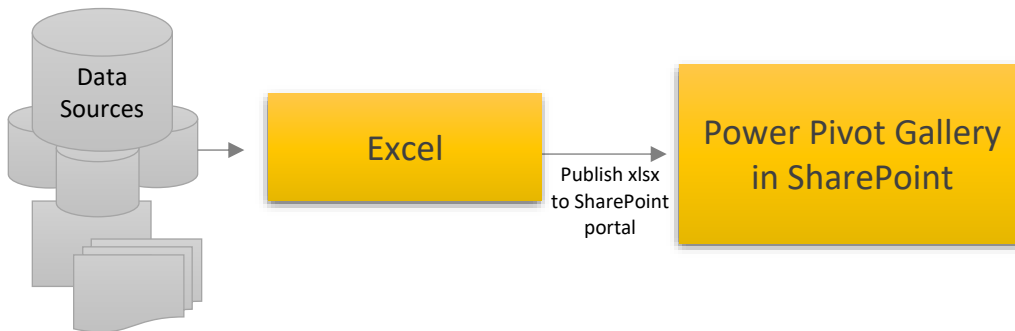 Data
Sources
Excel
Publish xlsx
to SharePoint
portal
Power Pivot Gallery
in SharePoint